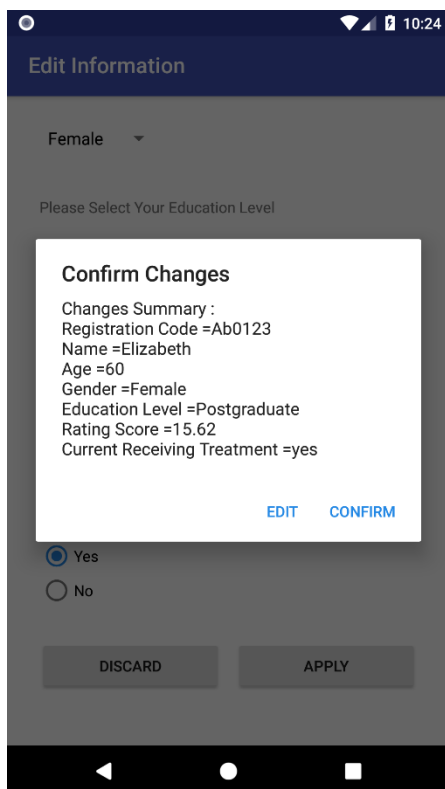 10:24
Edit Information
Female
Please Select Your Education Level
Confirm Changes
Changes Summary :
Registration Code =Ab0123
Name =Elizabeth
Age =60
Gender =Female
Education Level =Postgraduate
Rating Score =15.62
Current Receiving Treatment =yes
EDIT CONFIRM
Yes
No
DISCARD APPLY